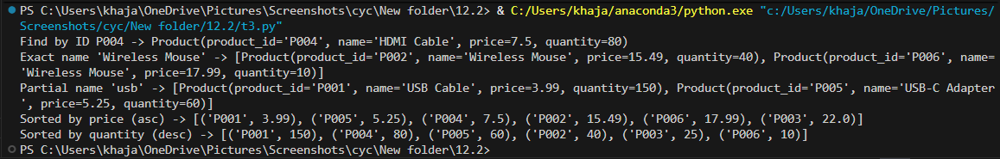 PS C:\Users\khaja\OneDrive\Pictures\Screenshots\cyc\New folder\12.2> & C:/Users/khaja/anaconda3/python.exe "c:/Users/khaja/OneDrive/Pictures/
Screenshots/cyc/New folder/12.2/t3.py"
Find by ID P004 -> Product(product_id='P004', name='HDMI Cable', price=7.5, quantity=80)
Exact name 'Wireless Mouse' -> [Product(product_id='P002', name='Wireless Mouse', price=15.49, quantity=40), Product(product_id='P006', name=
'Wireless Mouse', price=17.99, quantity=10)]
Partial name 'usb' -> [Product(product_id='P001', name='USB Cable', price=3.99, quantity=150), Product(product_id='P005', name='USB-C Adapter
', price=5.25, quantity=60)]
Sorted by price (asc) -> [('P001', 3.99), ('P005', 5.25), ('P004', 7.5), ('P002', 15.49), ('P006', 17.99), ('P003', 22.0)]
Sorted by quantity (desc) -> [('P001', 150), ('P004', 80), ('P005', 60), ('P002', 40), ('P003', 25), ('P006', 10)]
PS C:\Users\khaja\OneDrive\Pictures\Screenshots\cyc\New folder\12.2>